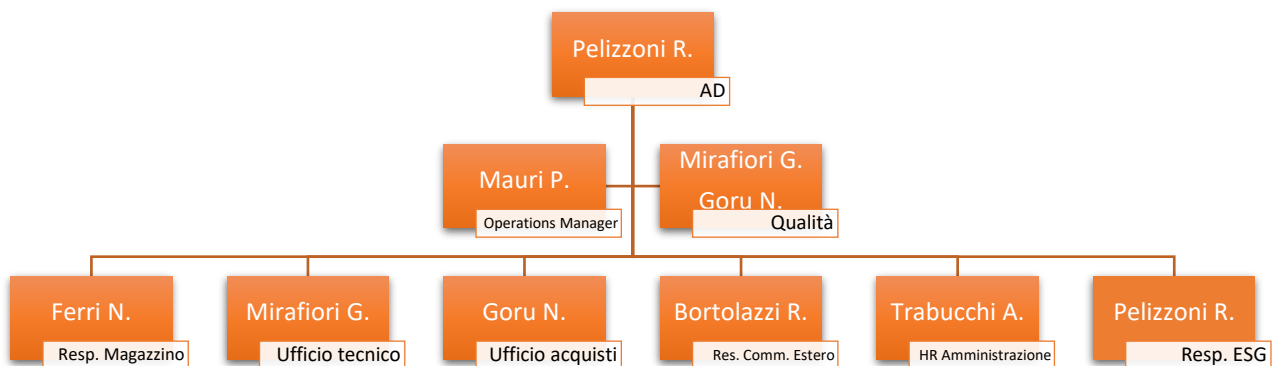 Pelizzoni R.
AD
Mauri P.
Operations Manager
Mirafiori G.
Goru N.
Qualità
Ferri N.
Resp. Magazzino
Mirafiori G.
Ufficio tecnico
Goru N.
Ufficio acquisti
Bortolazzi R.
Res. Comm. Estero
Trabucchi A.
HR Amministrazione
Pelizzoni R.
Resp. ESG